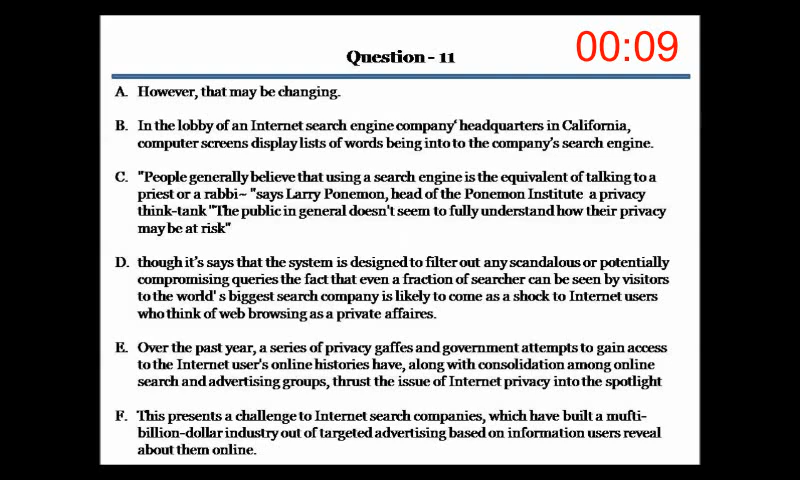 00:09
Question - 11
A. However, that may be changing.
B. In the lobby of an Internet search engine company' headquarters in California,
computer screens display lists of words being into to the company's search engine.
C. "People generally believe that using a search engine is the equivalent of talking to a
priest or a rabbi~ "says Larry Ponemon, head of the Ponemon Institute a privacy
think-tank "The public in general doesn't seem to fully understand how their privacy
may be at risk"
D. though it's says that the system is designed to filter out any scandalous or potentially
compromising queries the fact that even a fraction of searcher can be seen by visitors
to the world' s biggest search company is likely to come as a shock to Internet users
who think of web browsing as a private affaires.
E. Over the past year, a series of privacy gaffes and government attempts to gain access
to the Internet user's online histories have, along with consolidation among online
search and advertising groups, thrust the issue of Internet privacy into the spotlight
F. This presents a challenge to Internet search companies, which have built a mufti-
billion-dollar industry out of targeted advertising based on information users reveal
about them online.